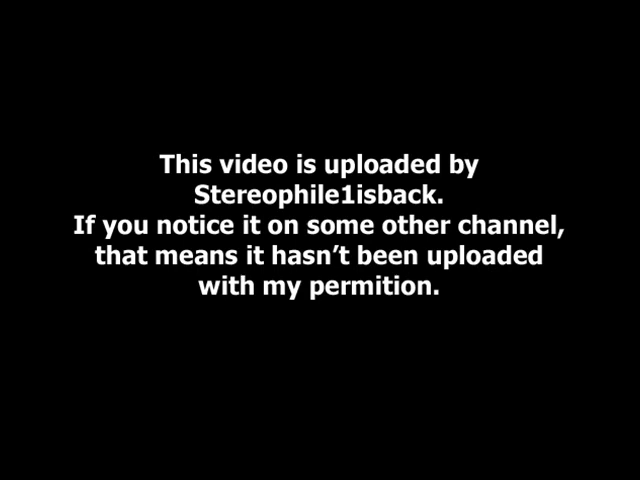 This video is uploaded by
Stereophile1isback.
If you notice it on some other channel,
that means it hasn’t been uploaded
with my permition.